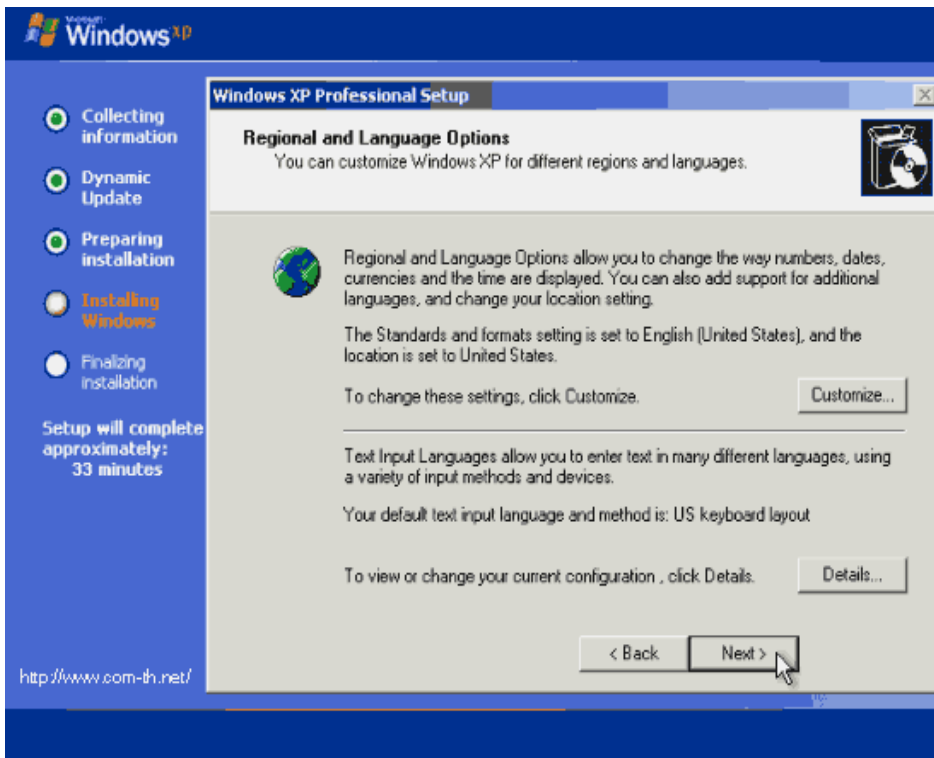 Microsoft
Windows xp
Windows XP Professional Setup
Collecting
information
Dynamic
Update
Preparing
installation
Installing
Windows
Finalizing
installation
Setup will complete
approximately:
33 minutes
http://www.com-th.net/
Regional and Language Options
You can customize Windows XP for different regions and languages.
Regional and Language Options allow you to change the way numbers, dates,
currencies and the time are displayed. You can also add support for additional
languages, and change your location setting.
The Standards and formats setting is set to English (United States), and the
location is set to United States.
To change these settings, click Customize.
Customize...
Text Input Languages allow you to enter text in many different languages, using
a variety of input methods and devices.
Your default text input language and method is: US keyboard layout
To view or change your current configuration , click Details.
Details...
< Back
Next >